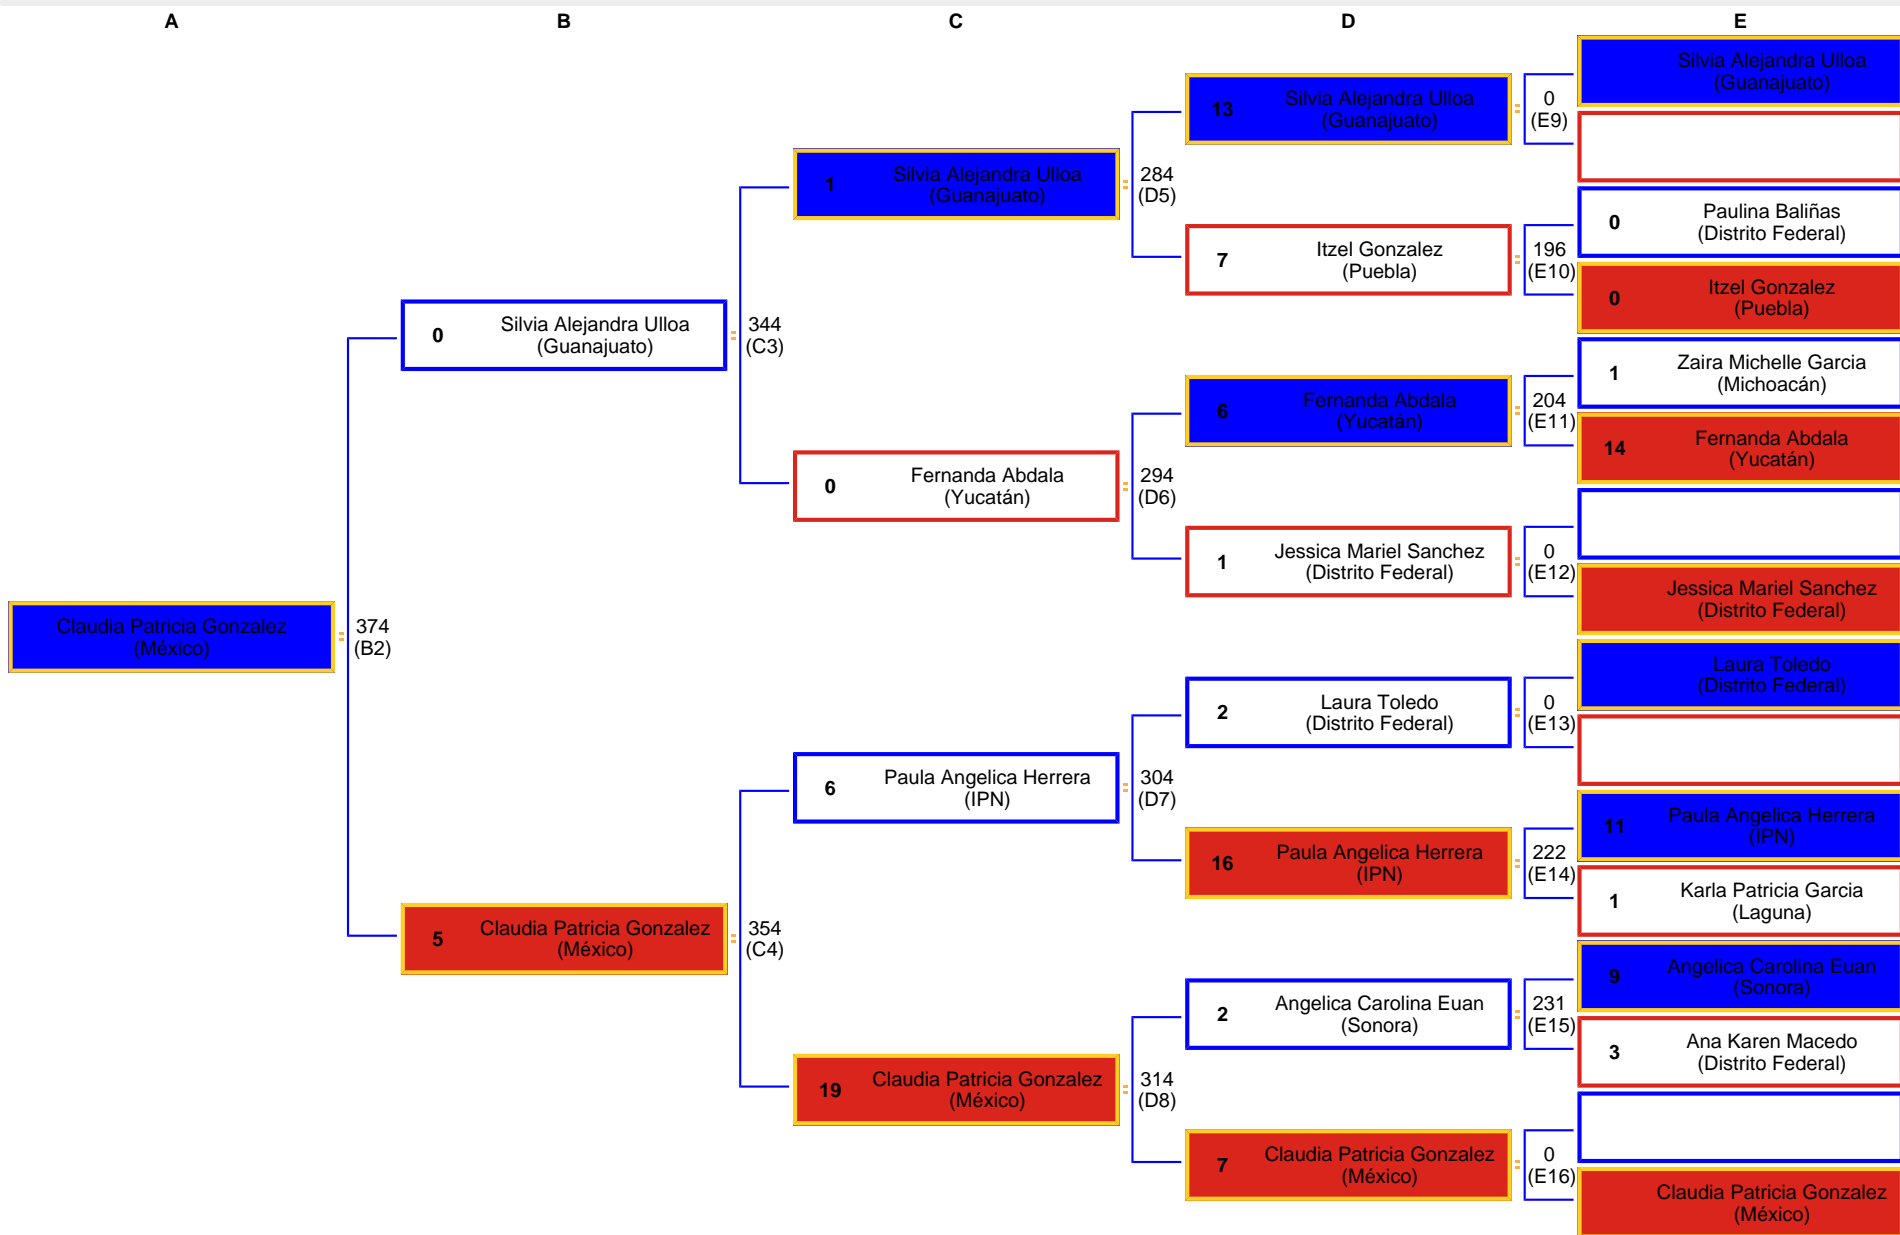 A
B
C
D
E
Claudia Patricia Gonzalez
(México)
374
(B2)
0
Silvia Alejandra Ulloa
(Guanajuato)
344
(C3)
5
Claudia Patricia Gonzalez
(México)
354
(C4)
1
Silvia Alejandra Ulloa
(Guanajuato)
284
(D5)
0
Fernanda Abdala
(Yucatán)
294
(D6)
6
Paula Angelica Herrera
(IPN)
304
(D7)
19
Claudia Patricia Gonzalez
(México)
314
(D8)
13
Silvia Alejandra Ulloa
(Guanajuato)
0
(E9)
7
Itzel Gonzalez
(Puebla)
196
(E10)
6
Fernanda Abdala
(Yucatán)
204
(E11)
1
Jessica Mariel Sanchez
(Distrito Federal)
0
(E12)
2
Laura Toledo
(Distrito Federal)
0
(E13)
16
Paula Angelica Herrera
(IPN)
222
(E14)
2
Angelica Carolina Euan
(Sonora)
231
(E15)
7
Claudia Patricia Gonzalez
(México)
0
(E16)
Silvia Alejandra Ulloa
(Guanajuato)
0
Paulina Baliñas
(Distrito Federal)
0
Itzel Gonzalez
(Puebla)
1
Zaira Michelle Garcia
(Michoacán)
14
Fernanda Abdala
(Yucatán)
Jessica Mariel Sanchez
(Distrito Federal)
Laura Toledo
(Distrito Federal)
11
Paula Angelica Herrera
(IPN)
1
Karla Patricia Garcia
(Laguna)
9
Angelica Carolina Euan
(Sonora)
3
Ana Karen Macedo
(Distrito Federal)
Claudia Patricia Gonzalez
(México)